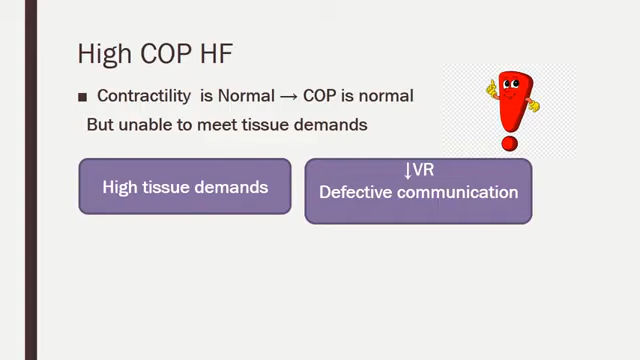 High COP HF
■ Contractility is Normal → COP is normal
But unable to meet tissue demands
High tissue demands
↓VR
Defective communication